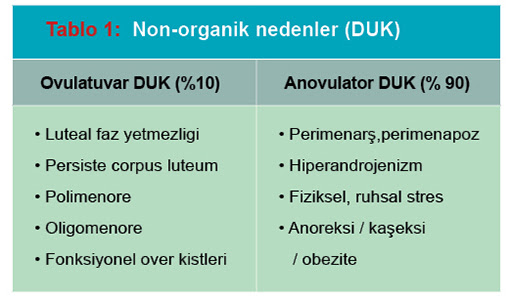 Tablo 1: Non-organik nedenler (DUK)
Ovulatuvar DUK (%10)
• Luteal faz yetmezligi
• Persiste corpus luteum
• Polimenore
• Oligomenore
• Fonksiyonel over kistleri
Anovulator DUK (% 90)
• Perimenarş,perimenapoz
• Hiperandrojenizm
• Fiziksel, ruhsal stres
• Anoreksi / kaşeksi
/ obezite